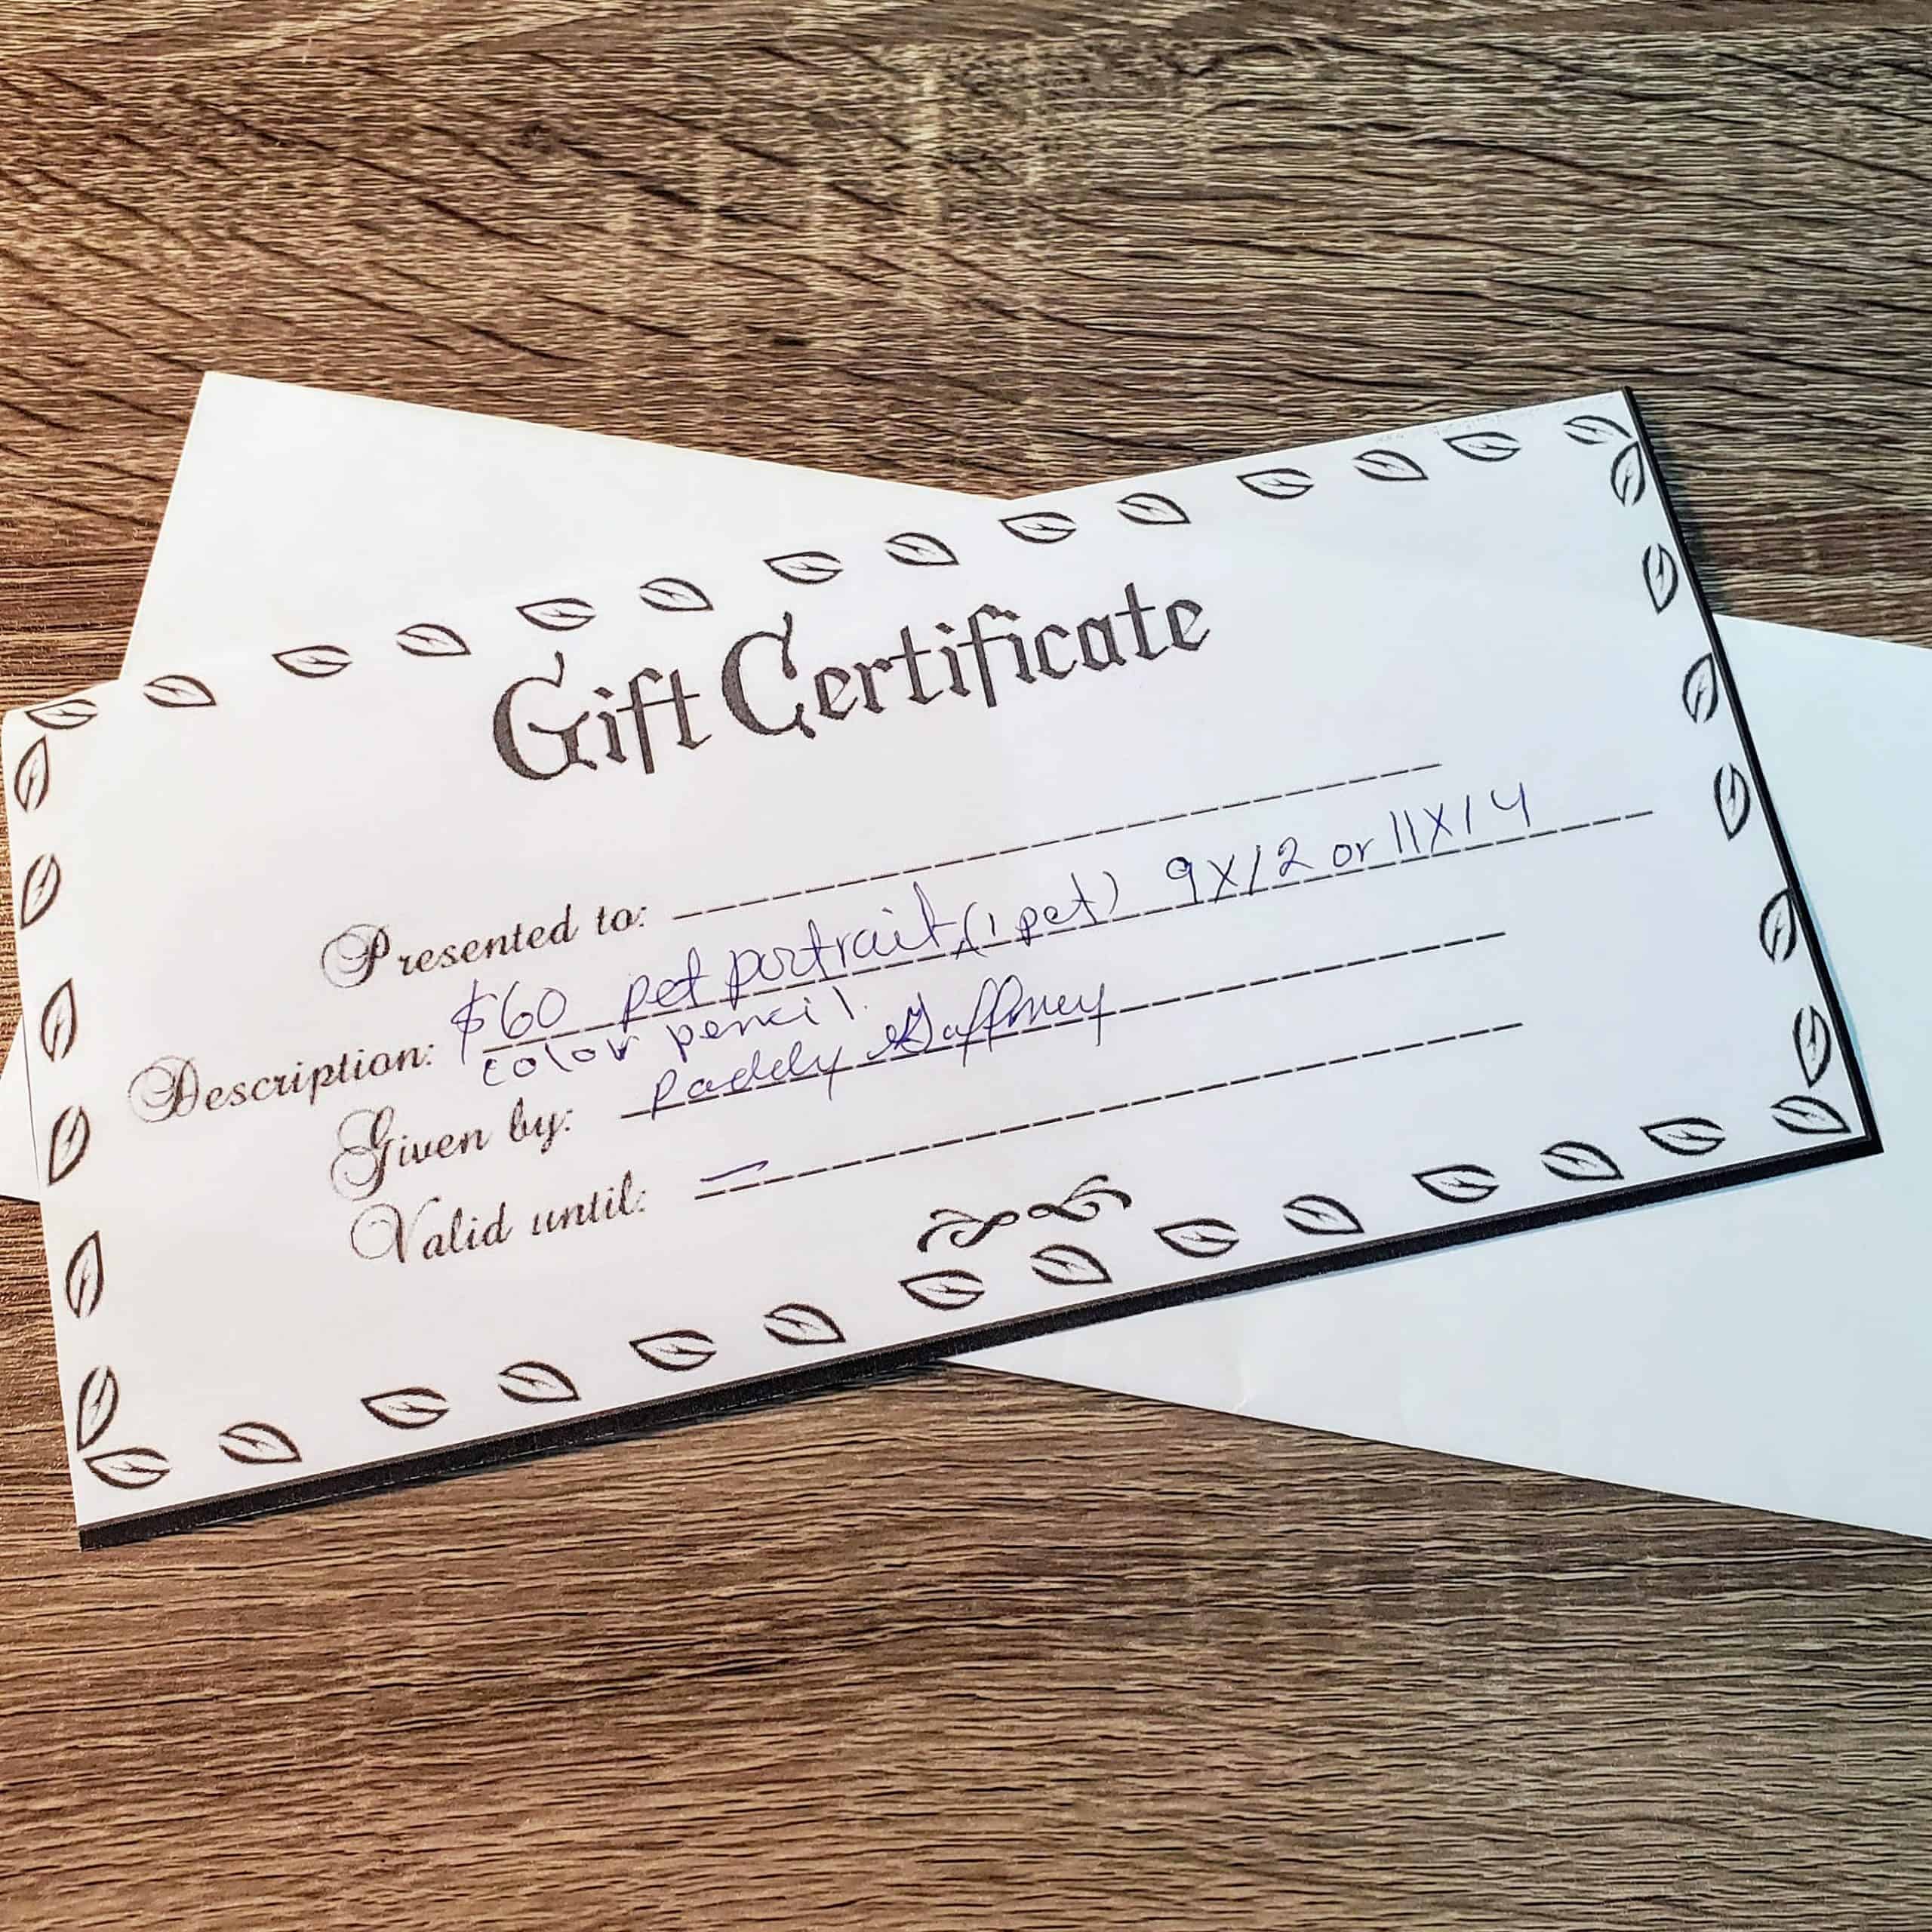 Gift Certificate
Presented to:
Description: $60 pet portrait, (1 pet) 9X12 or 11X14
color pencil.
Given by: Paddy Gaffney
Valid until: —